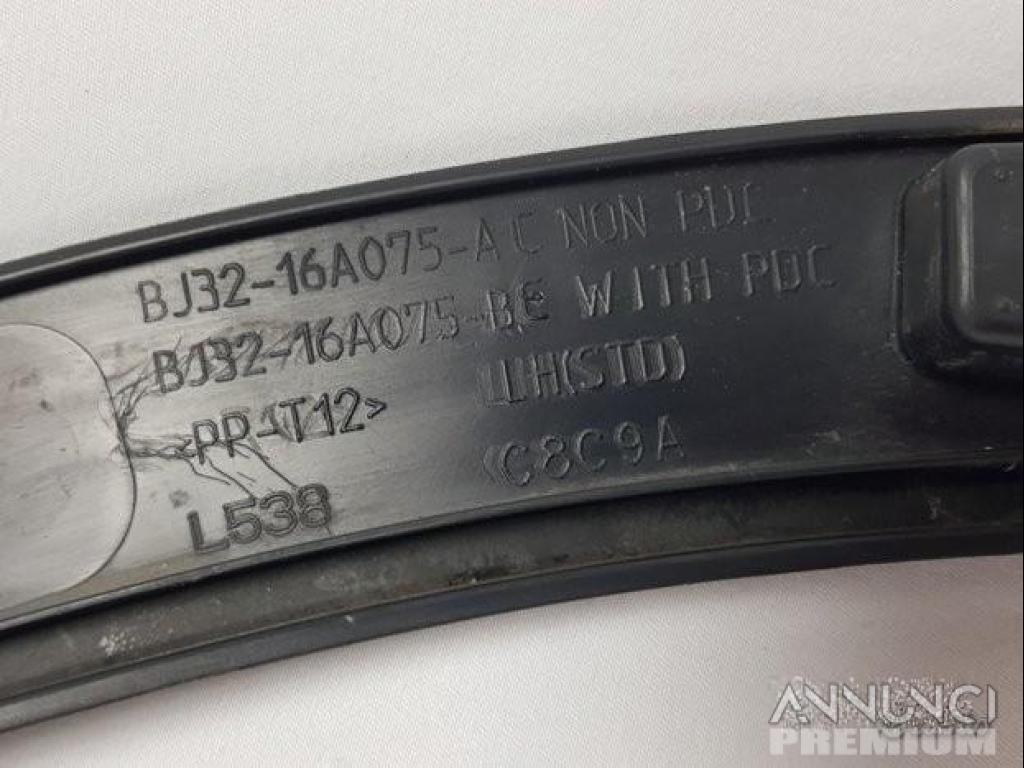 BJ32-16A075-AC NON PDC
BJ32-16A075-BE WITH PDC
<PP-T12> LH(STD)
L538 C8C9A
ANNUNCI
PREMIUM